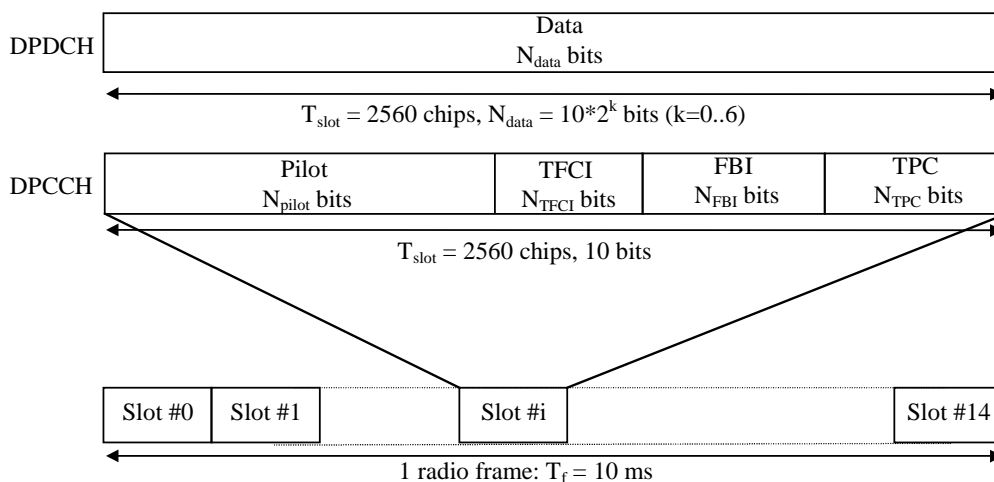 Data
DPDCH
N_data bits
T_slot = 2560 chips, N_data = 10*2^k bits (k=0..6)
Pilot TFCI FBI TPC
DPCCH
N_pilot bits N_TFCI bits N_FBI bits N_TPC bits
T_slot = 2560 chips, 10 bits
Slot #0 Slot #1 Slot #i Slot #14
1 radio frame: T_f = 10 ms